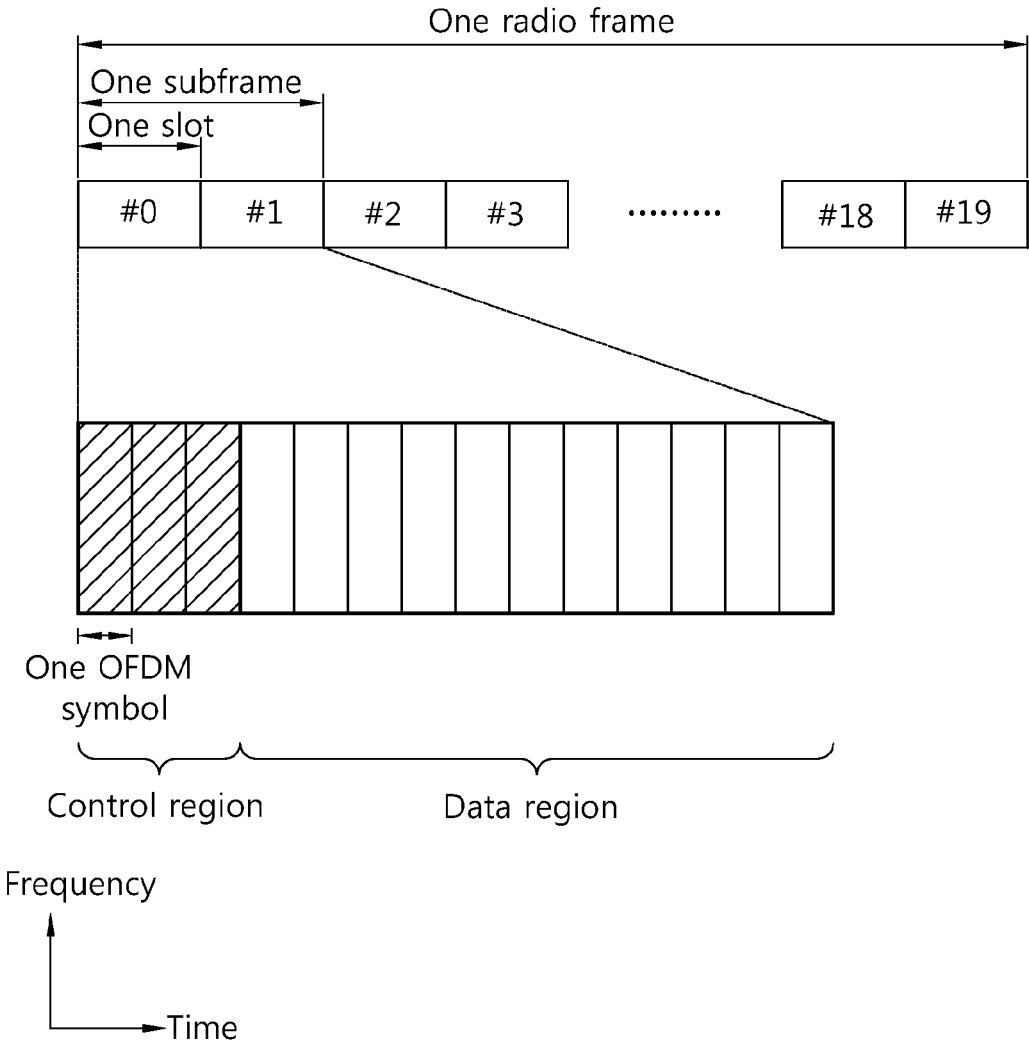 One radio frame
One subframe
One slot
#0 #1 #2 #3 ········· #18 #19
One OFDM
symbol
Control region Data region
Frequency
Time